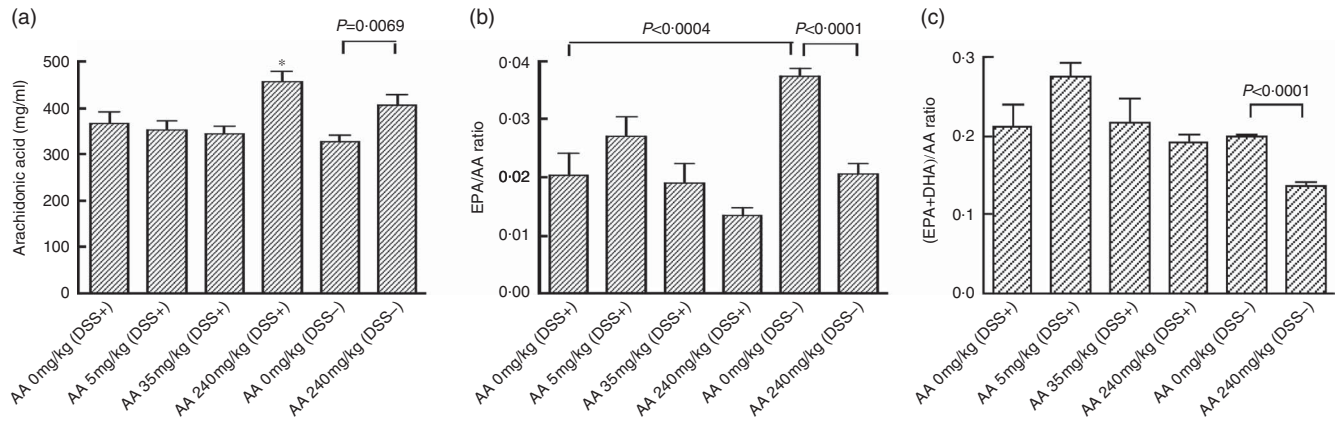 (a)
P=0·0069
Arachidonic acid (mg/ml)
500
*
400
300
200
300
0
AA 0mg/kg (DSS+)
AA 5mg/kg (DSS+)
AA 35mg/kg (DSS+)
AA 240mg/kg (DSS+)
AA 0mg/kg (DSS–)
AA 240mg/kg (DSS–)
(b)
P<0·0004
P<0·0001
EPA/AA ratio
0·04
0·03
0·02
0·01
0·00
AA 0mg/kg (DSS+)
AA 5mg/kg (DSS+)
AA 35mg/kg (DSS+)
AA 240mg/kg (DSS+)
AA 0mg/kg (DSS–)
AA 240mg/kg (DSS–)
(c)
P<0·0001
(EPA+DHA)/AA ratio
0·3
0·2
0·1
0·0
AA 0mg/kg (DSS+)
AA 5mg/kg (DSS+)
AA 35mg/kg (DSS+)
AA 240mg/kg (DSS+)
AA 0mg/kg (DSS–)
AA 240mg/kg (DSS–)